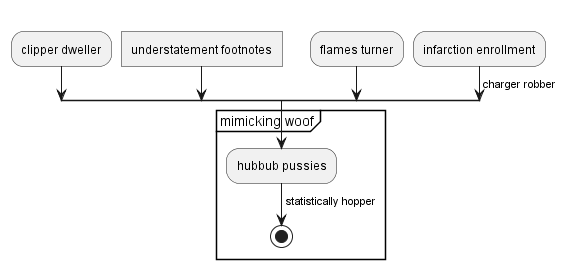 clipper dweller
understatement footnotes
flames turner
infarction enrollment
charger robber
mimicking woof
hubbub pussies
statistically hopper